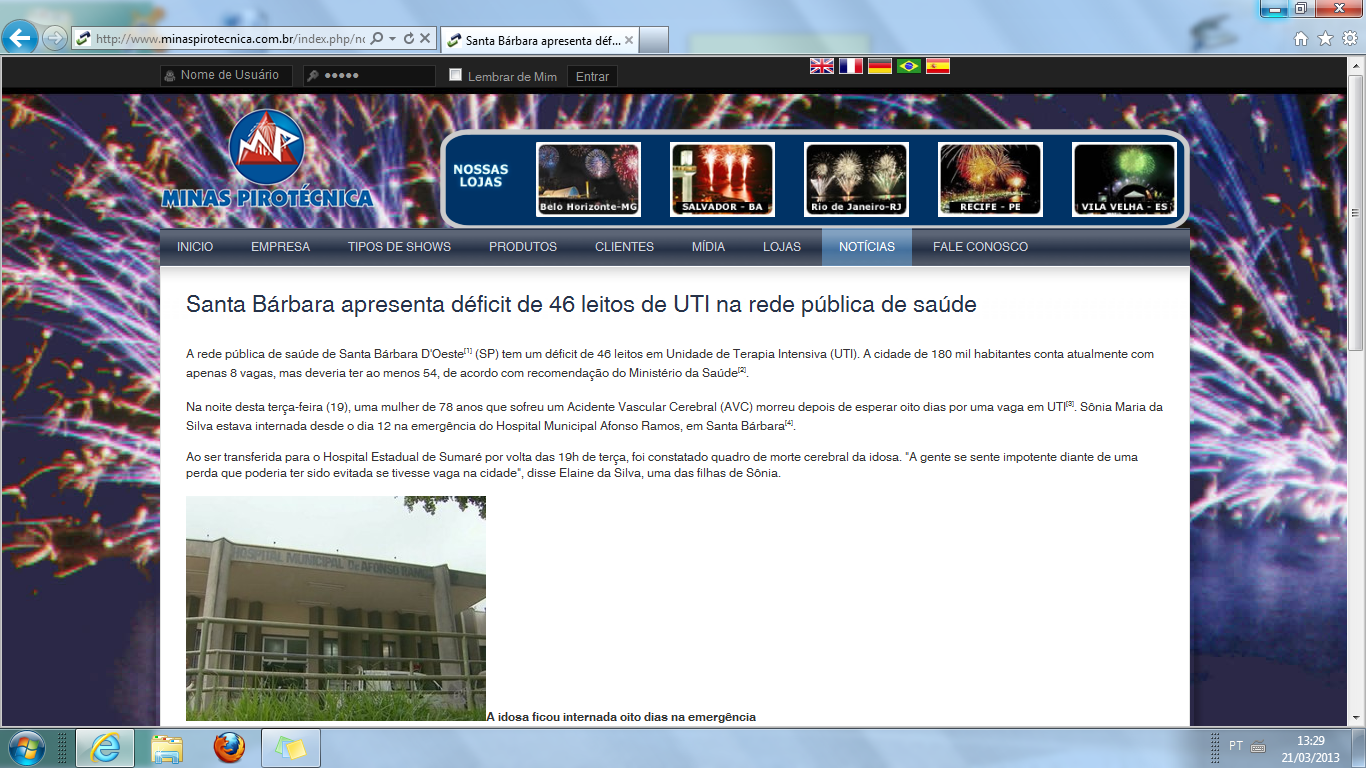 http://www.minaspirotecnica.com.br/index.php/no
Santa Bárbara apresenta déf...
Nome de Usuário
Lembrar de Mim
Entrar
MINAS PIROTÉCNICA
NOSSAS
LOJAS
Belo Horizonte-MG
SALVADOR - BA
Rio de Janeiro-RJ
RECIFE - PE
VILA VELHA - ES
INICIO EMPRESA TIPOS DE SHOWS PRODUTOS CLIENTES MÍDIA LOJAS NOTÍCIAS FALE CONOSCO
Santa Bárbara apresenta déficit de 46 leitos de UTI na rede pública de saúde
A rede pública de saúde de Santa Bárbara D'Oeste[1] (SP) tem um déficit de 46 leitos em Unidade de Terapia Intensiva (UTI). A cidade de 180 mil habitantes conta atualmente com
apenas 8 vagas, mas deveria ter ao menos 54, de acordo com recomendação do Ministério da Saúde[2].
Na noite desta terça-feira (19), uma mulher de 78 anos que sofreu um Acidente Vascular Cerebral (AVC) morreu depois de esperar oito dias por uma vaga em UTI[3]. Sônia Maria da
Silva estava internada desde o dia 12 na emergência do Hospital Municipal Afonso Ramos, em Santa Bárbara[4].
Ao ser transferida para o Hospital Estadual de Sumaré por volta das 19h de terça, foi constatado quadro de morte cerebral da idosa. "A gente se sente impotente diante de uma
perda que poderia ter sido evitada se tivesse vaga na cidade", disse Elaine da Silva, uma das filhas de Sônia.
HOSPITAL MUNICIPAL Dr AFONSO RAMOS
A idosa ficou internada oito dias na emergência
PT
13:29
21/03/2013